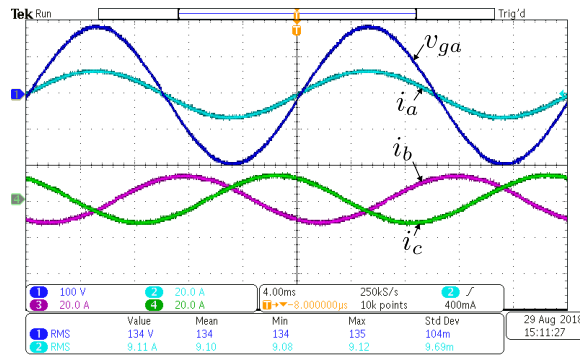 Tek Run
Trig'd
T
T
1
v_ga
i_a
i_b
4
i_c
1 100 V
2 20.0 A
3 20.0 A
4 20.0 A
4.00ms
T→▼−8.000000μs
250kS/s
10k points
2 ∫
400mA
Value Mean Min Max Std Dev
1 RMS 134 V 134 134 135 104m
2 RMS 9.11 A 9.10 9.08 9.12 9.69m
29 Aug 2018
15:11:27